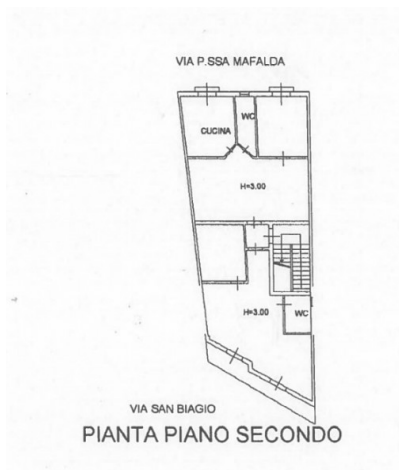 VIA P.SSA MAFALDA
WC
CUCINA
H=3.00
H=3.00
WC
VIA SAN BIAGIO
PIANTA PIANO SECONDO